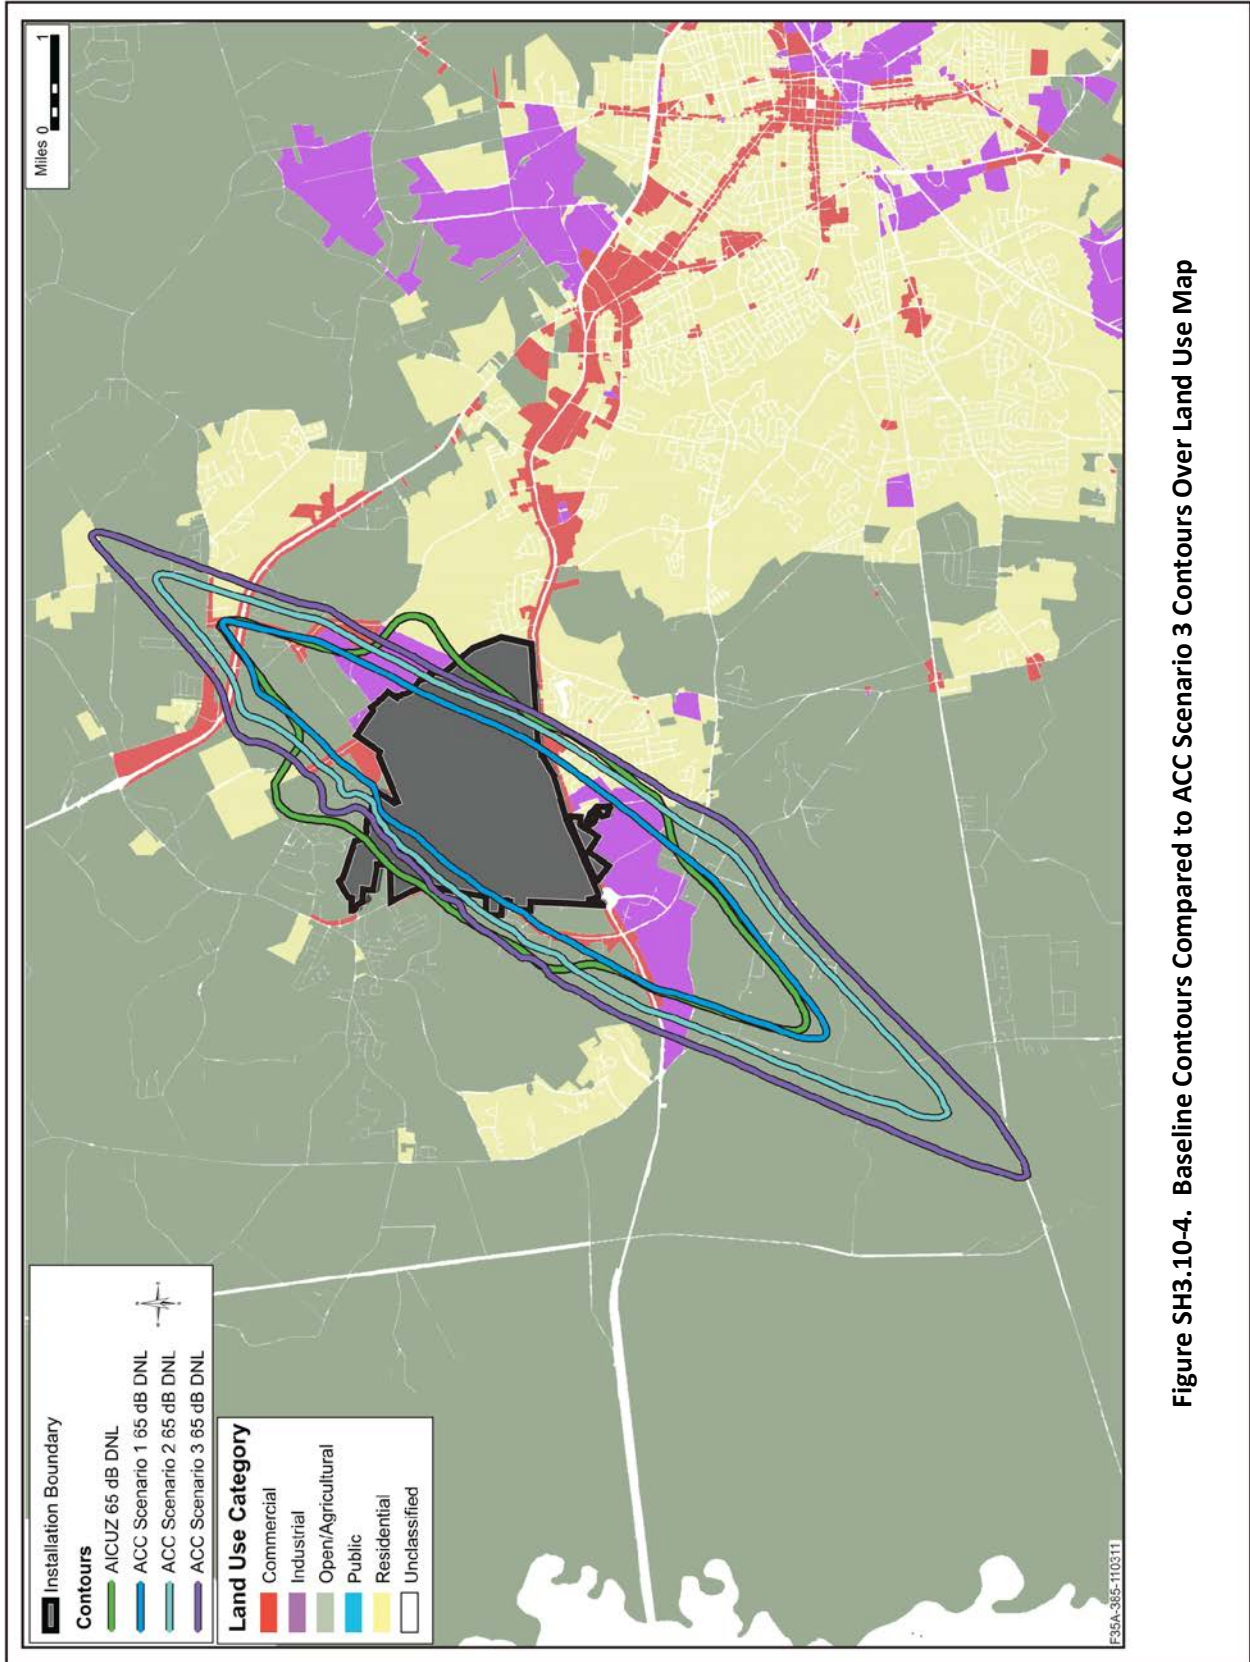 Miles 0 1
Installation Boundary
Contours
AICUZ 65 dB DNL
ACC Scenario 1 65 dB DNL
ACC Scenario 2 65 dB DNL
ACC Scenario 3 65 dB DNL
Land Use Category
Commercial
Industrial
Open/Agricultural
Public
Residential
Unclassified
F35A-385-110311
Figure SH3.10-4. Baseline Contours Compared to ACC Scenario 3 Contours Over Land Use Map